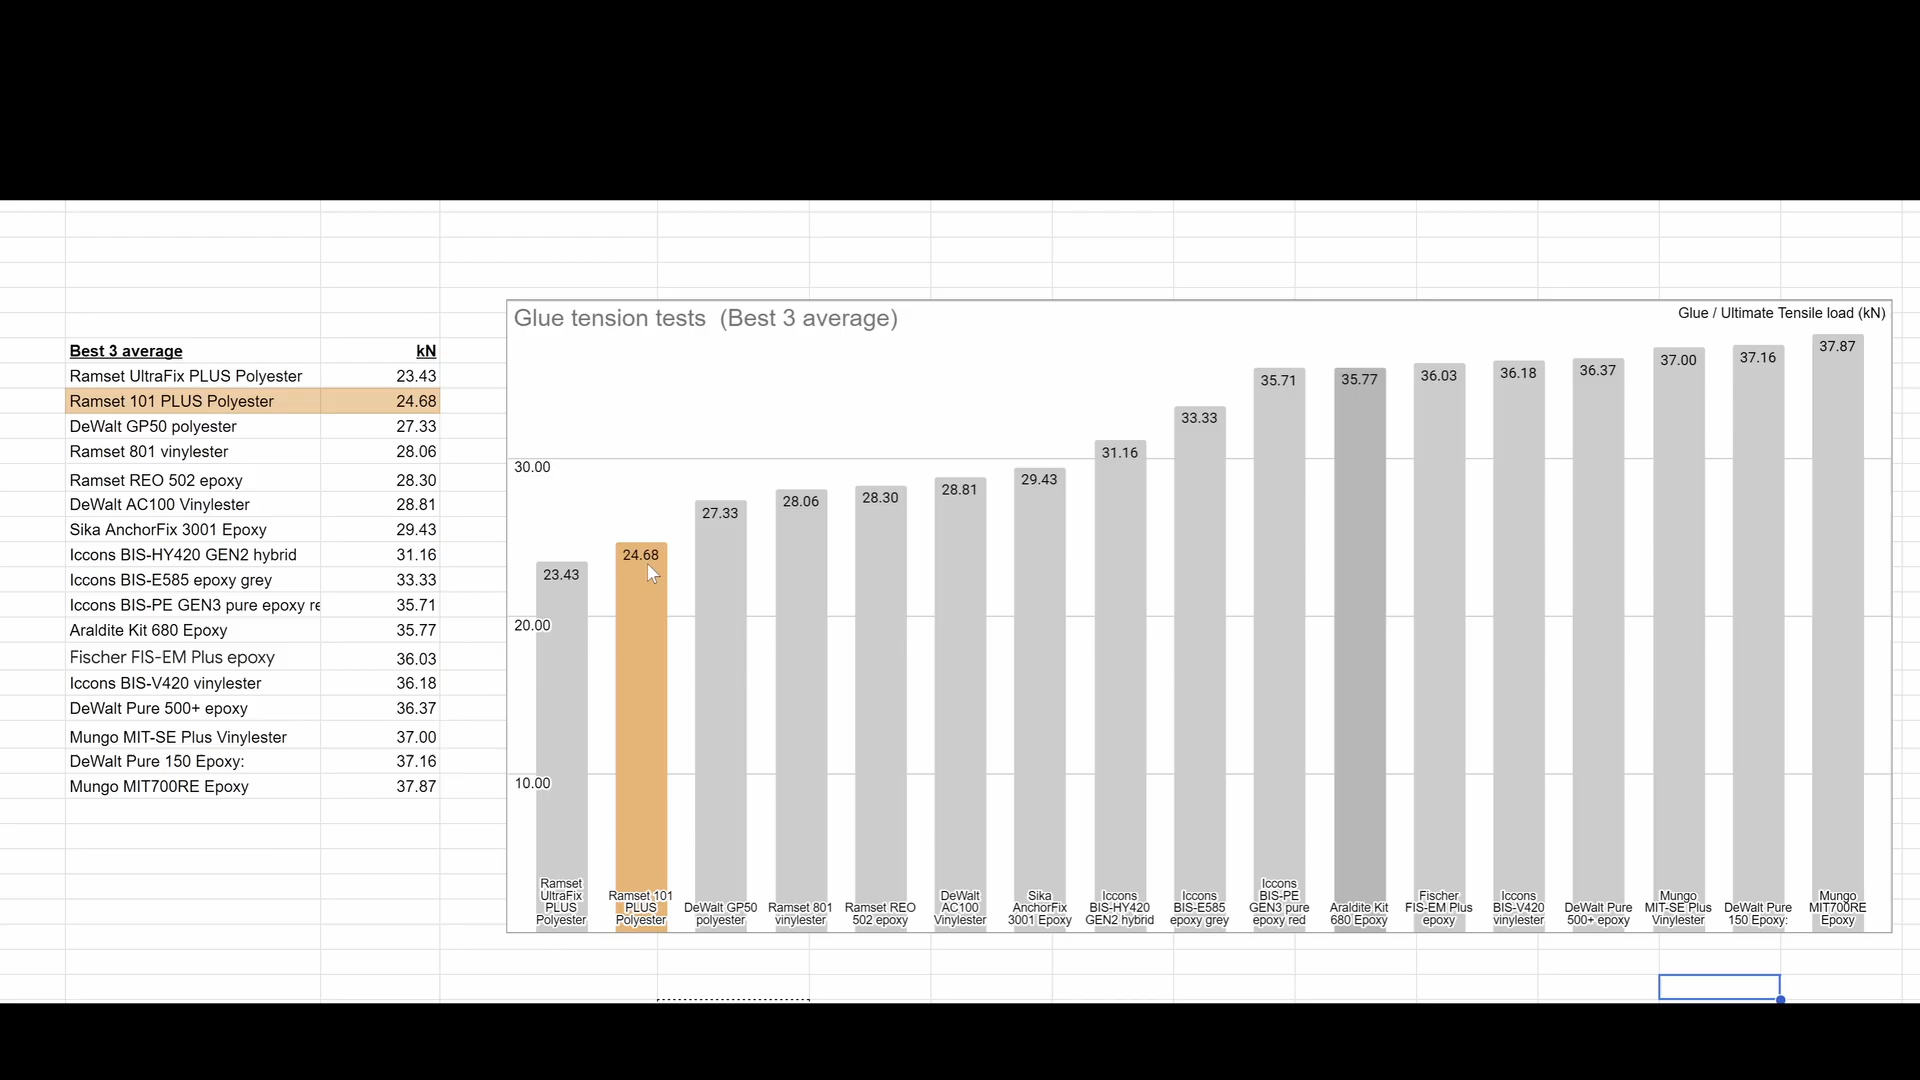 Best 3 average kN
Ramset UltraFix PLUS Polyester 23.43
Ramset 101 PLUS Polyester 24.68
DeWalt GP50 polyester 27.33
Ramset 801 vinylester 28.06
Ramset REO 502 epoxy 28.30
DeWalt AC100 Vinylester 28.81
Sika AnchorFix 3001 Epoxy 29.43
Iccons BIS-HY420 GEN2 hybrid 31.16
Iccons BIS-E585 epoxy grey 33.33
Iccons BIS-PE GEN3 pure epoxy re 35.71
Araldite Kit 680 Epoxy 35.77
Fischer FIS-EM Plus epoxy 36.03
Iccons BIS-V420 vinylester 36.18
DeWalt Pure 500+ epoxy 36.37
Mungo MIT-SE Plus Vinylester 37.00
DeWalt Pure 150 Epoxy: 37.16
Mungo MIT700RE Epoxy 37.87
Glue tension tests (Best 3 average)
Glue / Ultimate Tensile load (kN)
30.00
20.00
10.00
23.43
24.68
27.33
28.06
28.30
28.81
29.43
31.16
33.33
35.71
35.77
36.03
36.18
36.37
37.00
37.16
37.87
Ramset
UltraFix
PLUS
Polyester
Ramset 101
PLUS
Polyester
DeWalt GP50
polyester
Ramset 801
vinylester
Ramset REO
502 epoxy
DeWalt
AC100
Vinylester
Sika
AnchorFix
3001 Epoxy
Iccons
BIS-HY420
GEN2 hybrid
Iccons
BIS-E585
epoxy grey
Iccons
BIS-PE
GEN3 pure
epoxy red
Araldite Kit
680 Epoxy
Fischer
FIS-EM Plus
epoxy
Iccons
BIS-V420
vinylester
DeWalt Pure
500+ epoxy
Mungo
MIT-SE Plus
Vinylester
DeWalt Pure
150 Epoxy:
Mungo
MIT700RE
Epoxy